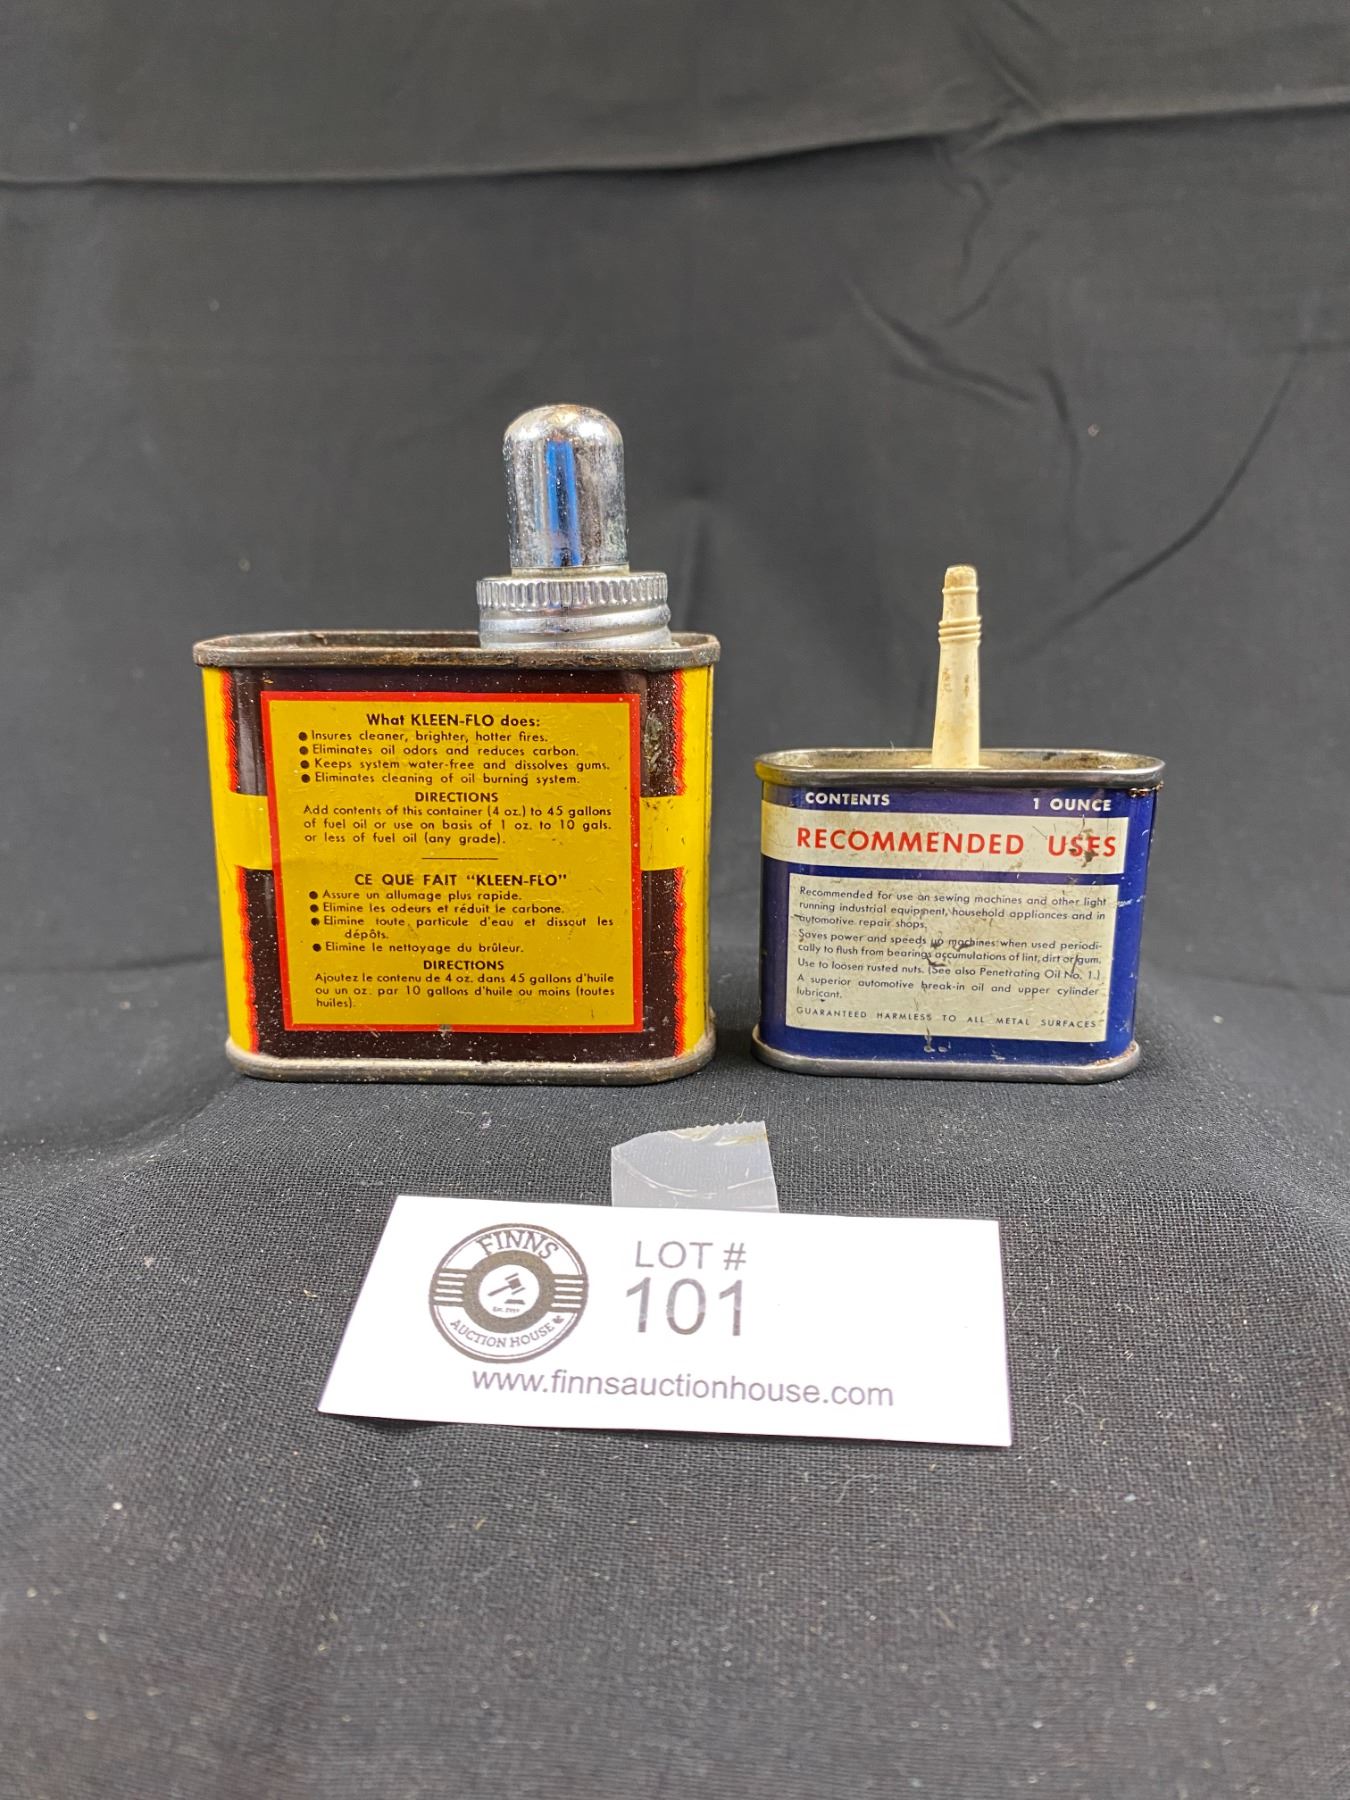 What KLEEN-FLO does:
● Insures cleaner, brighter, hotter fires.
● Eliminates oil odors and reduces carbon.
● Keeps system water-free and dissolves gums.
● Eliminates cleaning of oil burning system.
DIRECTIONS
Add contents of this container (4 oz.) to 45 gallons
of fuel oil or use on basis of 1 oz. to 10 gals.
or less of fuel oil (any grade).
CE QUE FAIT "KLEEN-FLO"
● Assure un allumage plus rapide.
● Elimine les odeurs et réduit le carbone.
● Elimine toute particule d'eau et dissout les
dépôts.
● Elimine le nettoyage du brûleur.
DIRECTIONS
Ajoutez le contenu de 4 oz. dans 45 gallons d'huile
ou un oz. par 10 gallons d'huile ou moins (toutes
huiles).
CONTENTS 1 OUNCE
RECOMMENDED USES
Recommended for use on sewing machines and other light
running industrial equipment, household appliances and in
automotive repair shops.
Saves power and speeds up machines when used periodi-
cally to flush from bearings accumulations of lint, dirt or gum.
Use to loosen rusted nuts. (See also Penetrating Oil No. 1.)
A superior automotive break-in oil and upper cylinder
lubricant.
GUARANTEED HARMLESS TO ALL METAL SURFACES
FINNS
AUCTION HOUSE
LOT #
101
www.finnsauctionhouse.com